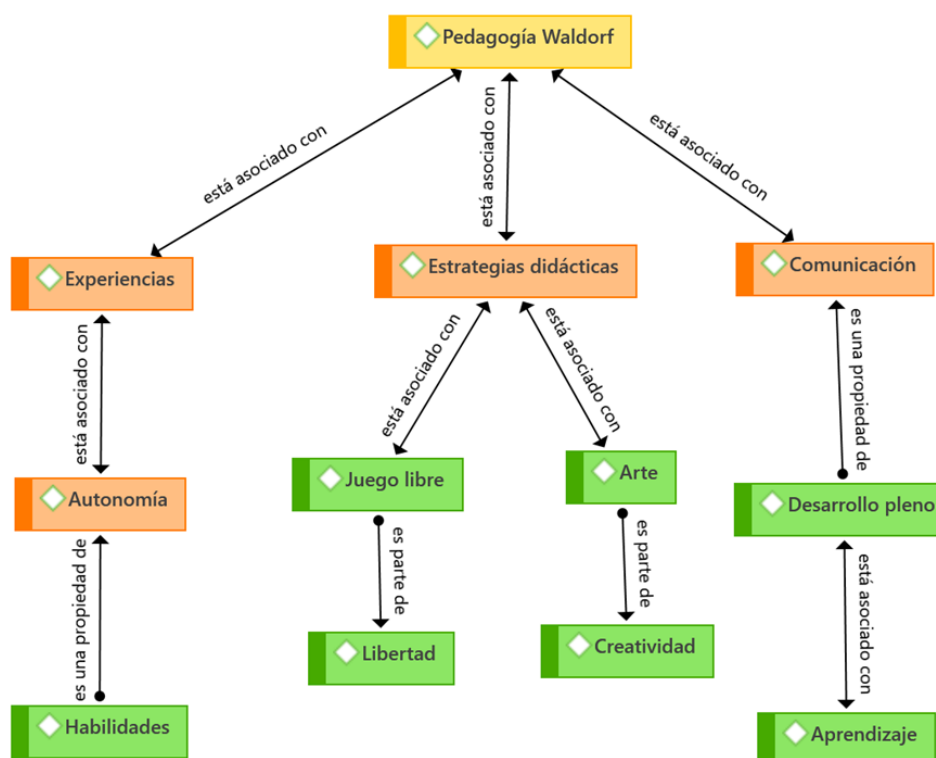 Pedagogía Waldorf
está asociado con
está asociado con
está asociado con
Experiencias
Estrategias didácticas
Comunicación
está asociado con
está asociado con
está asociado con
es una propiedad de
Autonomía
Juego libre
Arte
Desarrollo pleno
es una propiedad de
es parte de
es parte de
está asociado con
Habilidades
Libertad
Creatividad
Aprendizaje